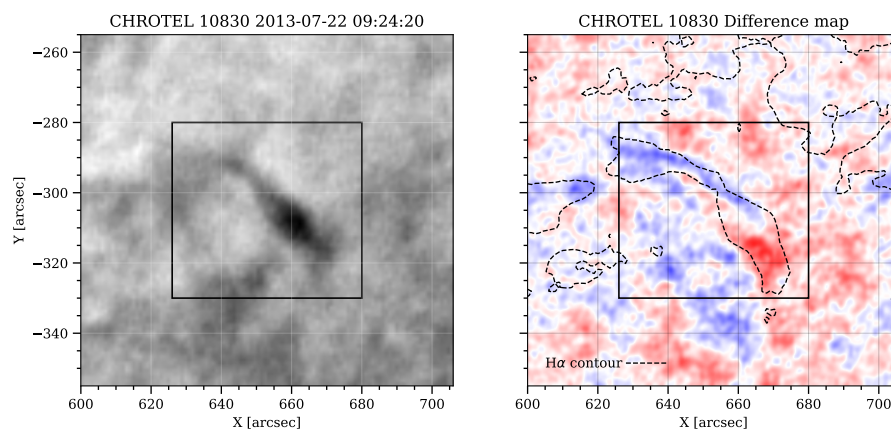 CHROTEL 10830 2013-07-22 09:24:20
CHROTEL 10830 Difference map
−260
−280
−300
−320
−340
Y [arcsec]
600 620 640 660 680 700
X [arcsec]
Hα contour
600 620 640 660 680 700
X [arcsec]